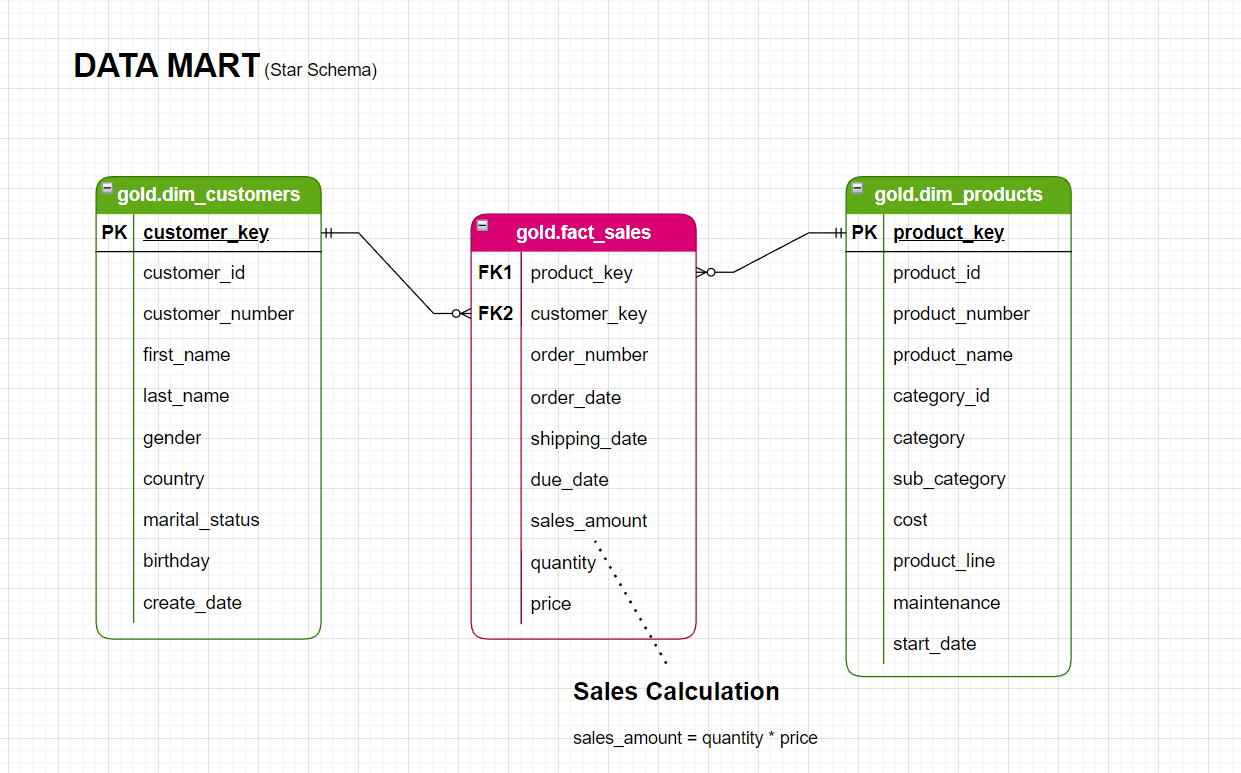 DATA MART (Star Schema)
gold.dim_customers
PK customer_key
customer_id
customer_number
first_name
last_name
gender
country
marital_status
birthday
create_date
gold.fact_sales
FK1 product_key
FK2 customer_key
order_number
order_date
shipping_date
due_date
sales_amount
quantity
price
gold.dim_products
PK product_key
product_id
product_number
product_name
category_id
category
sub_category
cost
product_line
maintenance
start_date
Sales Calculation
sales_amount = quantity * price